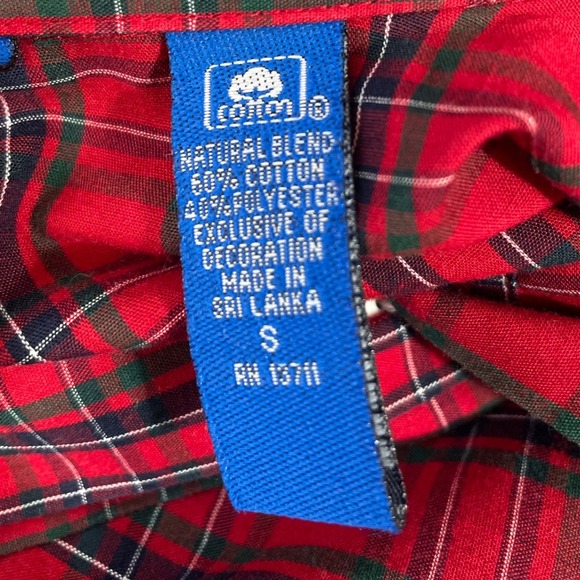 cotton ®
NATURAL BLEND
60% COTTON
40% POLYESTER
EXCLUSIVE OF
DECORATION
MADE IN
SRI LANKA
S
RN 13711